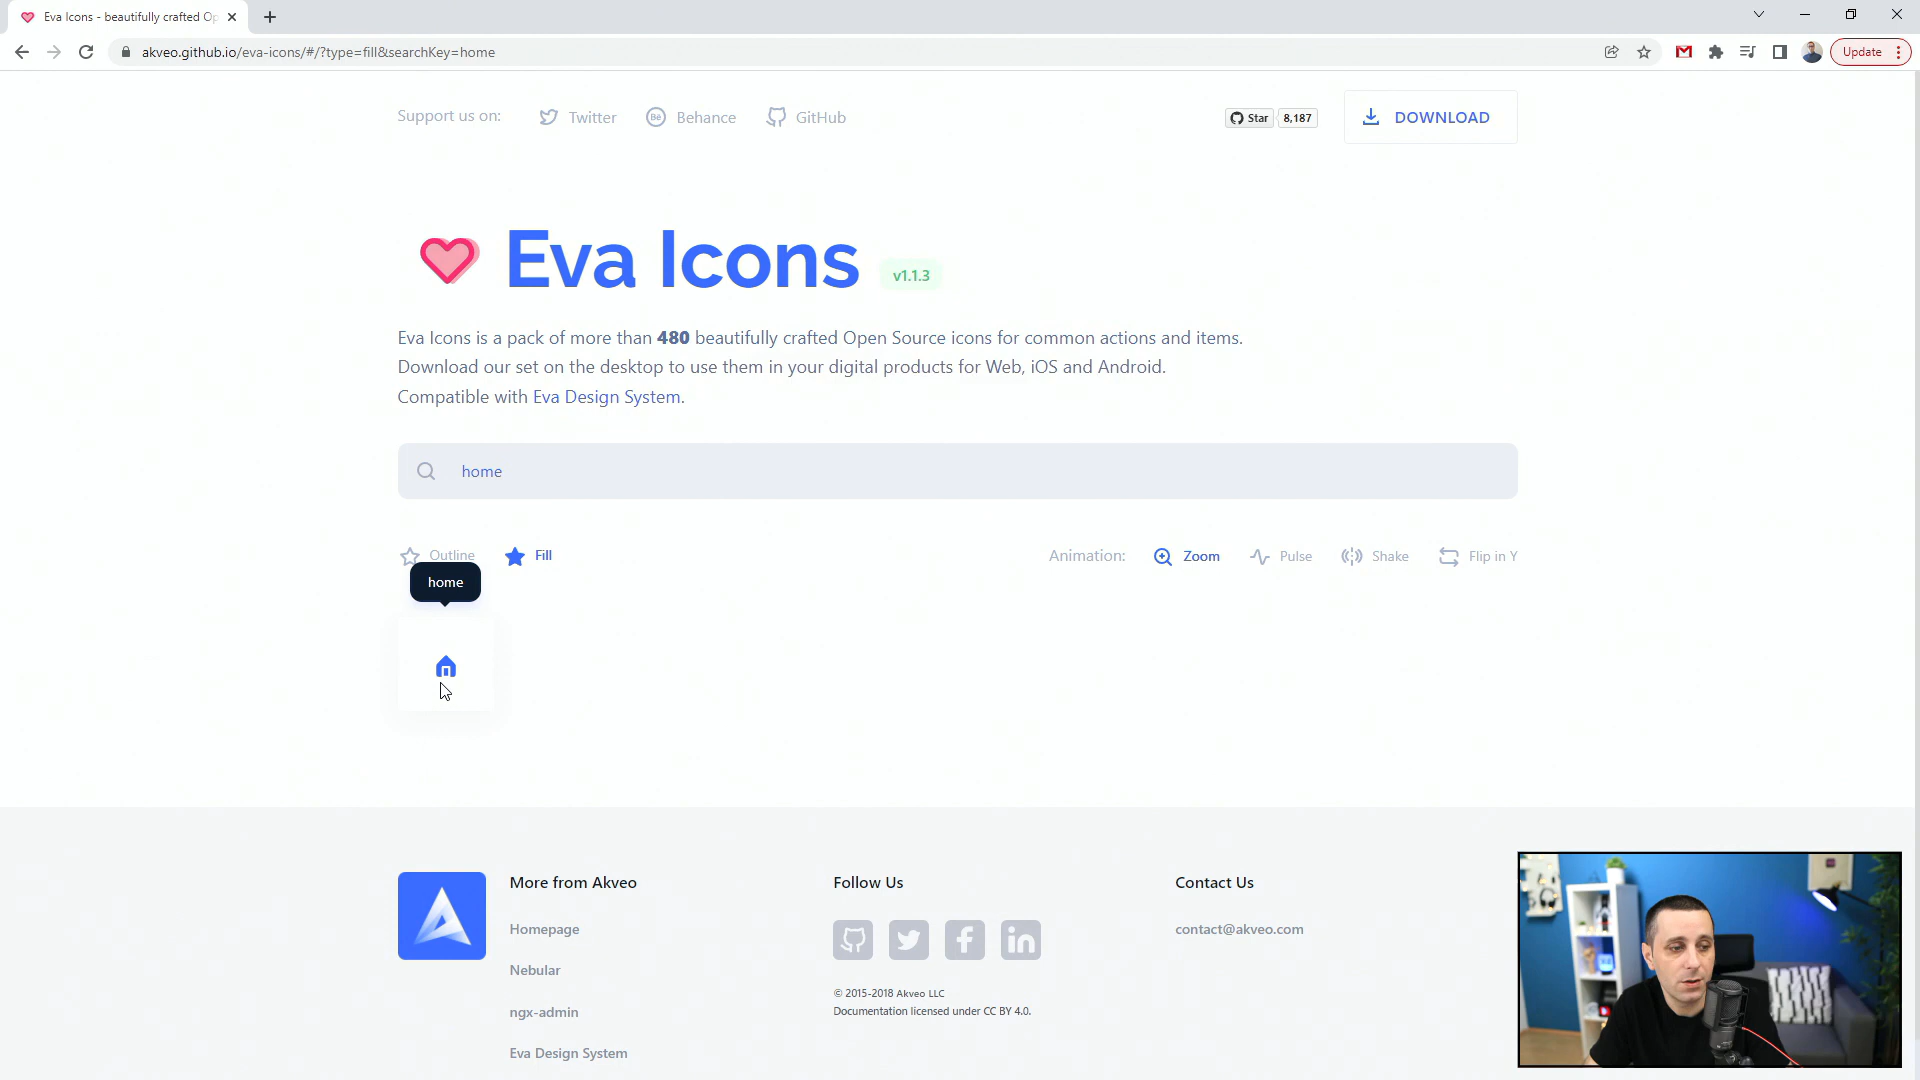 Eva Icons - beautifully crafted Op
akveo.github.io/eva-icons/#/?type=fill&searchKey=home
Update
Support us on:
Twitter
Behance
GitHub
Star
8,187
DOWNLOAD
Eva Icons
v1.1.3
Eva Icons is a pack of more than 480 beautifully crafted Open Source icons for common actions and items.
Download our set on the desktop to use them in your digital products for Web, iOS and Android.
Compatible with Eva Design System.
home
Outline
Fill
Animation:
Zoom
Pulse
Shake
Flip in Y
home
More from Akveo
Homepage
Nebular
ngx-admin
Eva Design System
Follow Us
© 2015-2018 Akveo LLC
Documentation licensed under CC BY 4.0.
Contact Us
contact@akveo.com